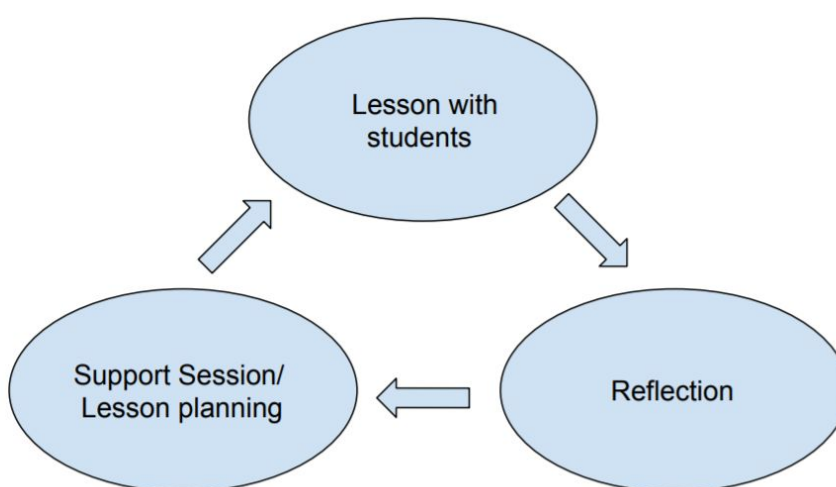 Lesson with
students
Support Session/
Lesson planning
Reflection